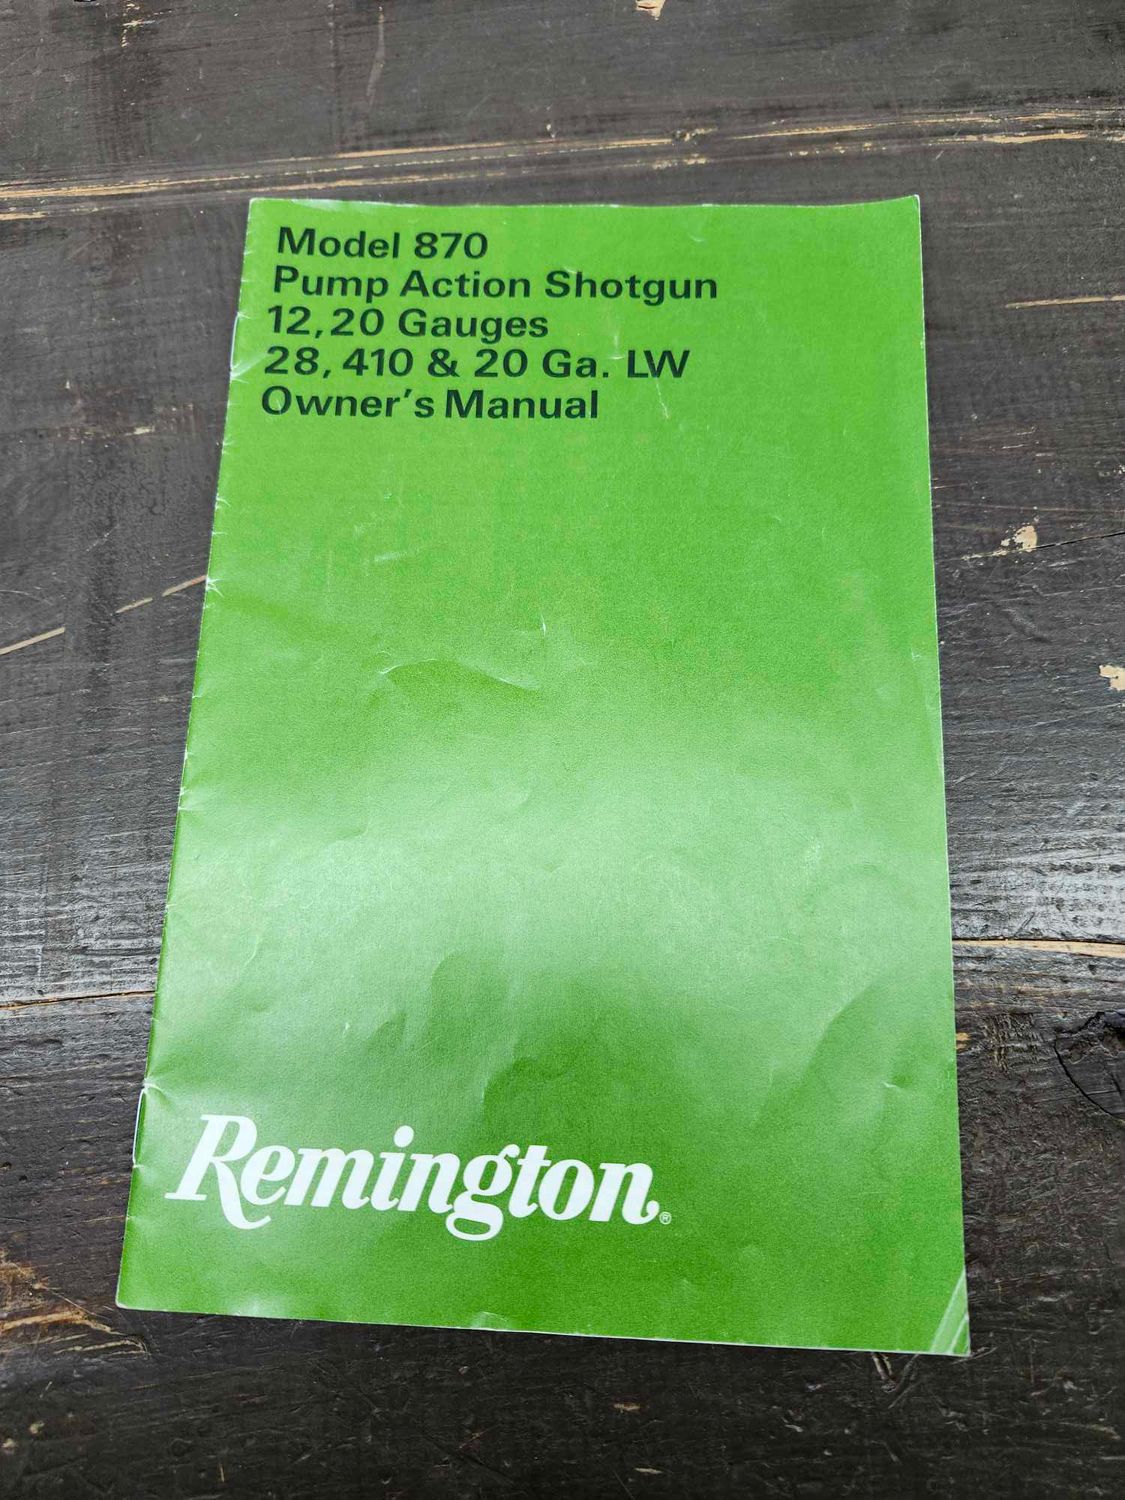 Model 870
Pump Action Shotgun
12, 20 Gauges
28, 410 & 20 Ga. LW
Owner's Manual
Remington®